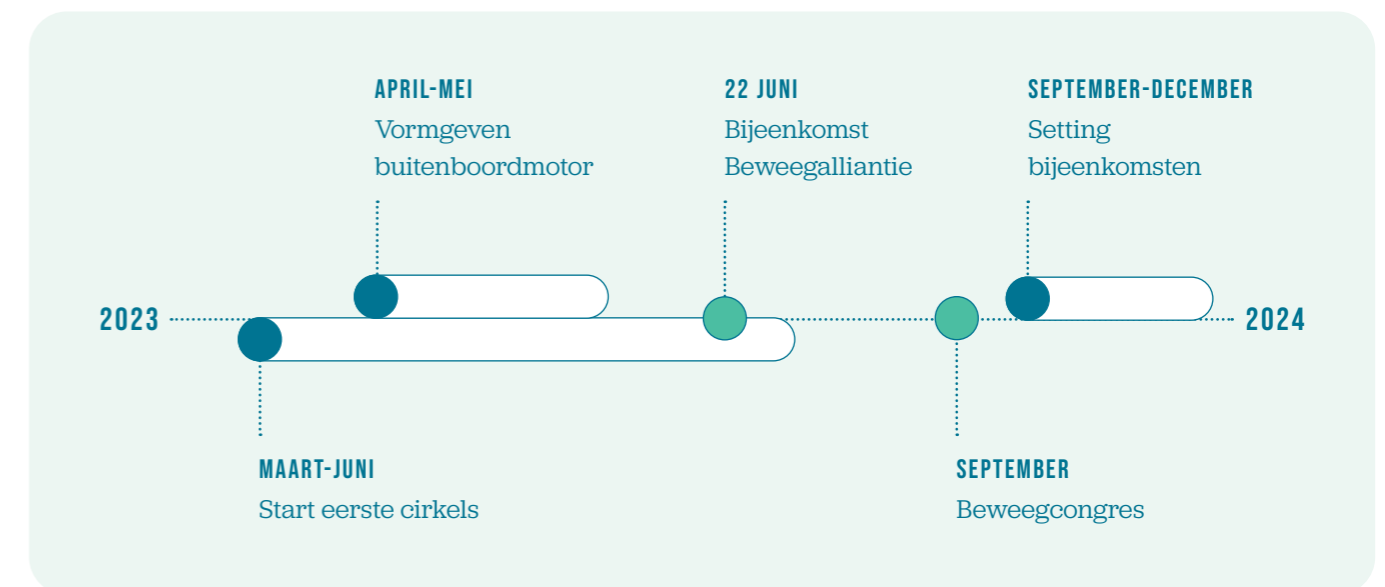 APRIL-MEI
Vormgeven
buitenboordmotor
22 JUNI
Bijeenkomst
Beweegalliantie
SEPTEMBER-DECEMBER
Setting
bijeenkomsten
2023
2024
MAART-JUNI
Start eerste cirkels
SEPTEMBER
Beweegcongres